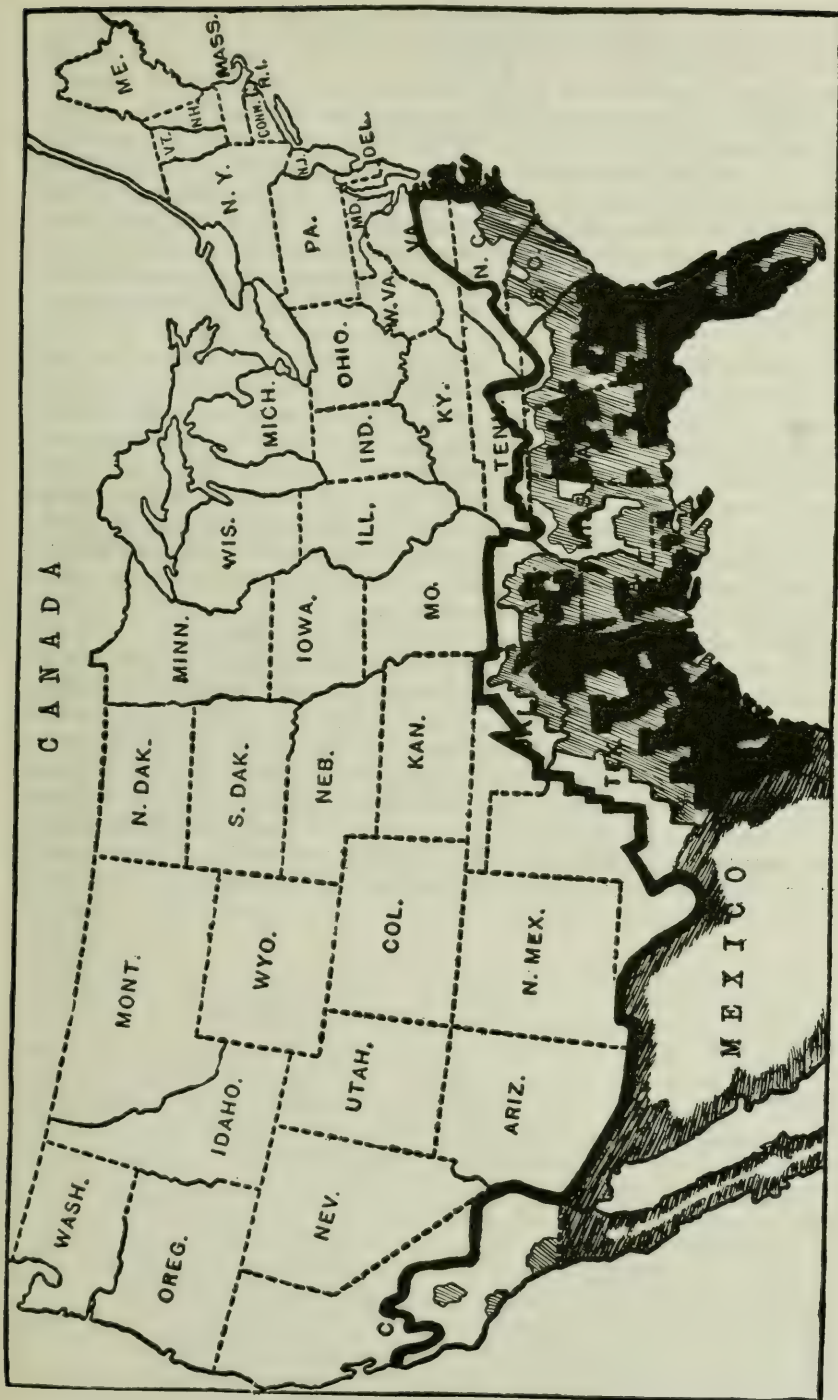 CANADA
WASH.
OREG.
IDAHO.
MONT.
WYO.
NEV.
UTAH.
COL.
ARIZ.
N. MEX.
N. DAK.
S. DAK.
NEB.
KAN.
MINN.
IOWA.
MO.
WIS.
ILL.
MICH.
IND.
OHIO.
KY.
TENN.
PA.
N. Y.
VT.
N.H.
ME.
MASS.
CONN.
R.I.
N.J.
DEL.
MD.
W. VA.
VA.
N. C.
S. C.
TEX.
C
MEXICO